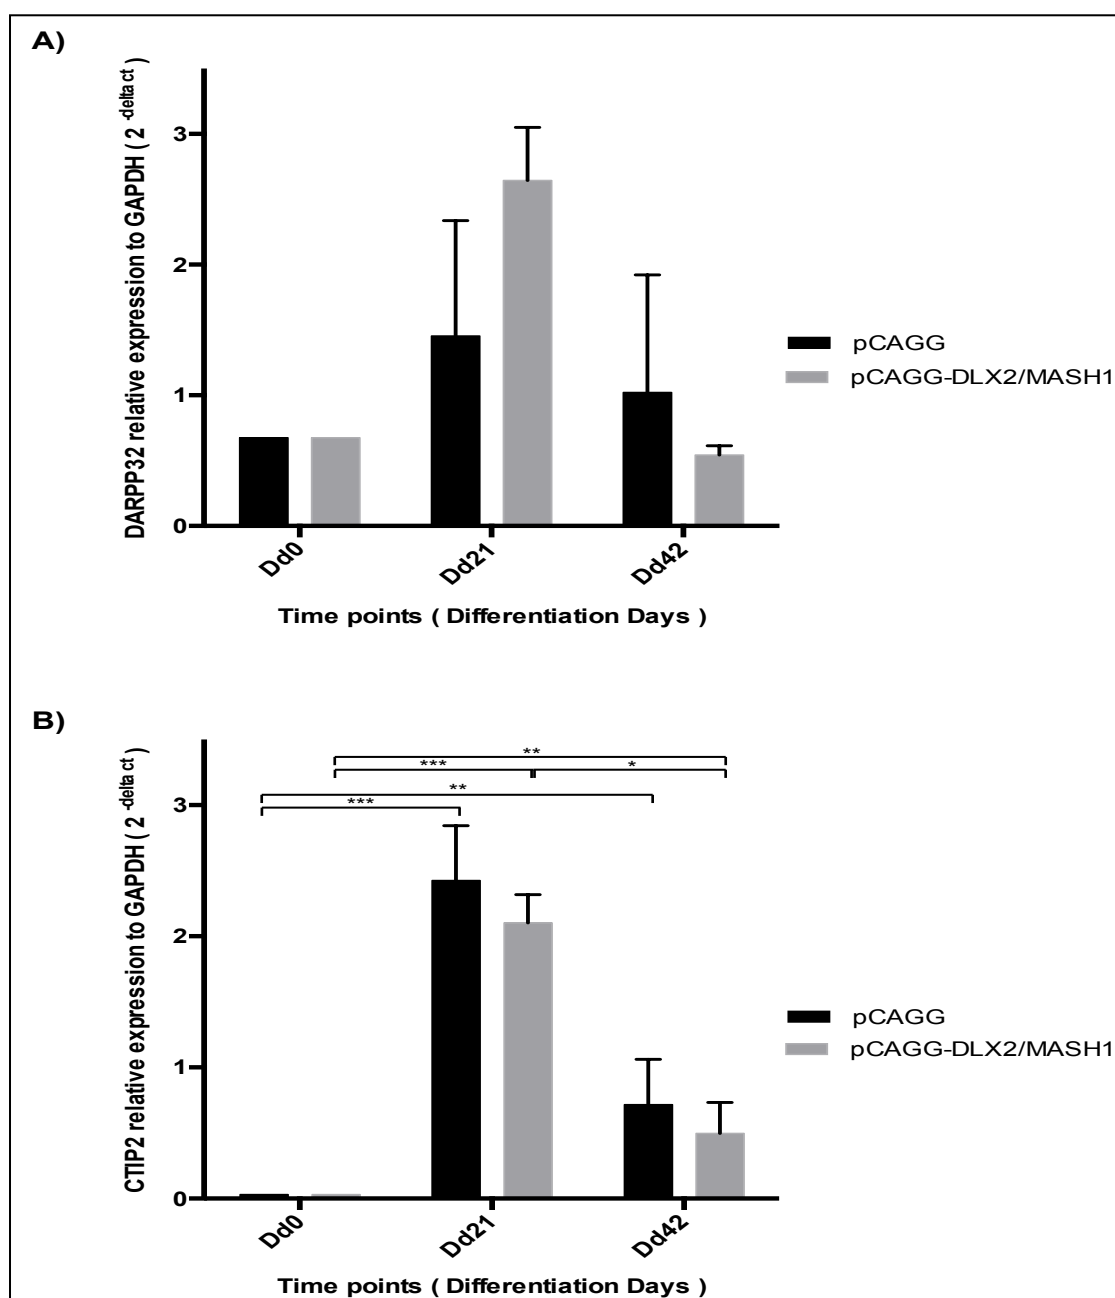 A)
DARPP32 relative expression to GAPDH ( 2 -delta ct )
3
2
1
0
pCAGG
pCAGG-DLX2/MASH1
Dd0 Dd21 Dd42
Time points ( Differentiation Days )
B)
CTIP2 relative expression to GAPDH ( 2 -delta ct )
**
*** *
**
***
3
2
1
0
pCAGG
pCAGG-DLX2/MASH1
Dd0 Dd21 Dd42
Time points ( Differentiation Days )